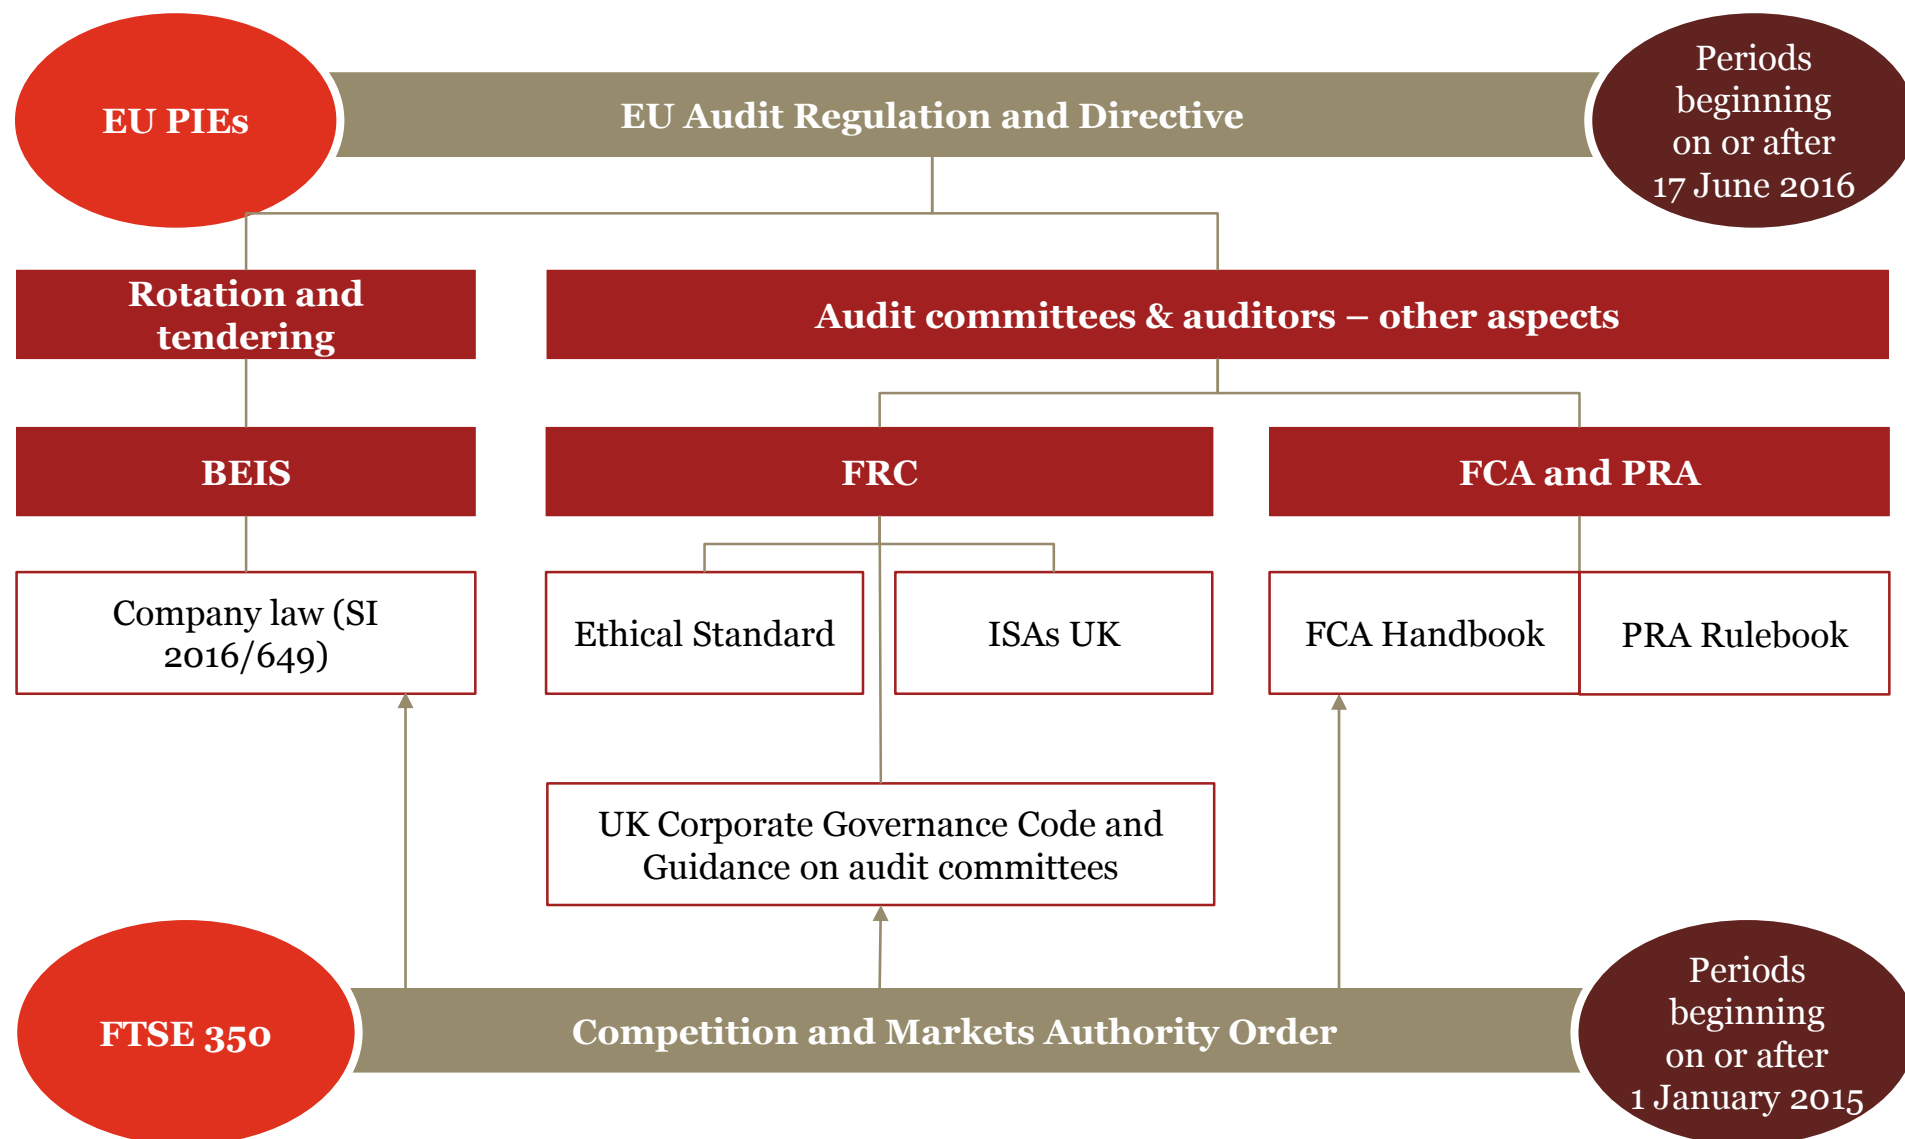 EU PIEs
EU Audit Regulation and Directive
Periods
beginning
on or after
17 June 2016
Rotation and
tendering
Audit committees & auditors – other aspects
BEIS
FRC
FCA and PRA
Company law (SI
2016/649)
Ethical Standard
ISAs UK
FCA Handbook
PRA Rulebook
UK Corporate Governance Code and
Guidance on audit committees
FTSE 350
Competition and Markets Authority Order
Periods
beginning
on or after
1 January 2015